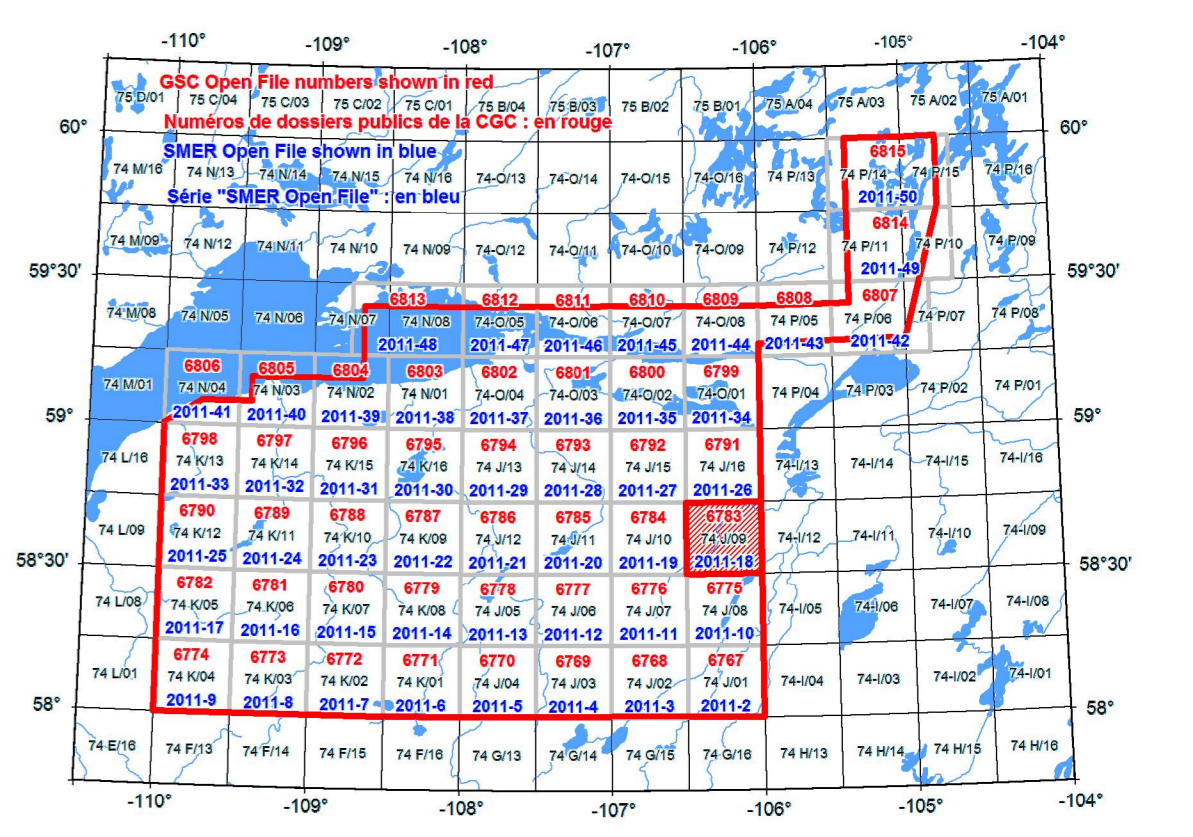 -110° -109° -108° -107° -106° -105° -104°
GSC Open File numbers shown in red
75 D/01 75 C/04 75 C/03 75 C/02 75 C/01 75 B/04 75 B/03 75 B/02 75 B/01 75 A/04 75 A/03 75 A/02 75 A/01
Numéros de dossiers publics de la CGC : en rouge
60° 60°
SMER Open File shown in blue
6815
74 M/16 74 N/13 74 N/14 74 N/15 74 N/16 74-O/13 74-O/14 74-O/15 74-O/16 74 P/13 74 P/14 74 P/15 74 P/16
Série "SMER Open File" : en bleu
2011-50
6814
74 M/09 74 N/12 74 N/11 74 N/10 74 N/09 74-O/12 74-O/11 74-O/10 74-O/09 74 P/12 74 P/11 74 P/10 74 P/09
2011-49
59°30' 59°30'
6813 6812 6811 6810 6809 6808 6807
74 M/08 74 N/05 74 N/06 74 N/07 74 N/08 74-O/05 74-O/06 74-O/07 74-O/08 74 P/05 74 P/06 74 P/07 74 P/08
2011-48 2011-47 2011-46 2011-45 2011-44 2011-43 2011-42
6806 6805 6804 6803 6802 6801 6800 6799
74 M/01 74 N/04 74 N/03 74 N/02 74 N/01 74-O/04 74-O/03 74-O/02 74-O/01 74 P/04 74 P/03 74 P/02 74 P/01
2011-41 2011-40 2011-39 2011-38 2011-37 2011-36 2011-35 2011-34
59° 59°
6798 6797 6796 6795 6794 6793 6792 6791
74 L/16 74 K/13 74 K/14 74 K/15 74 K/16 74 J/13 74 J/14 74 J/15 74 J/16 74-I/13 74-I/14 74-I/15 74-I/16
2011-33 2011-32 2011-31 2011-30 2011-29 2011-28 2011-27 2011-26
6790 6789 6788 6787 6786 6785 6784 6783
74 L/09 74 K/12 74 K/11 74 K/10 74 K/09 74 J/12 74 J/11 74 J/10 74 J/09 74-I/12 74-I/11 74-I/10 74-I/09
2011-25 2011-24 2011-23 2011-22 2011-21 2011-20 2011-19 2011-18
58°30' 58°30'
6782 6781 6780 6779 6778 6777 6776 6775
74 L/08 74 K/05 74 K/06 74 K/07 74 K/08 74 J/05 74 J/06 74 J/07 74 J/08 74-I/05 74-I/06 74-I/07 74-I/08
2011-17 2011-16 2011-15 2011-14 2011-13 2011-12 2011-11 2011-10
6774 6773 6772 6771 6770 6769 6768 6767
74 L/01 74 K/04 74 K/03 74 K/02 74 K/01 74 J/04 74 J/03 74 J/02 74 J/01 74-I/04 74-I/03 74-I/02 74-I/01
2011-9 2011-8 2011-7 2011-6 2011-5 2011-4 2011-3 2011-2
58° 58°
74-E/16 74 F/13 74 F/14 74 F/15 74 F/16 74 G/13 74 G/14 74 G/15 74 G/16 74 H/13 74 H/14 74 H/15 74 H/16
-110° -109° -108° -107° -106° -105° -104°